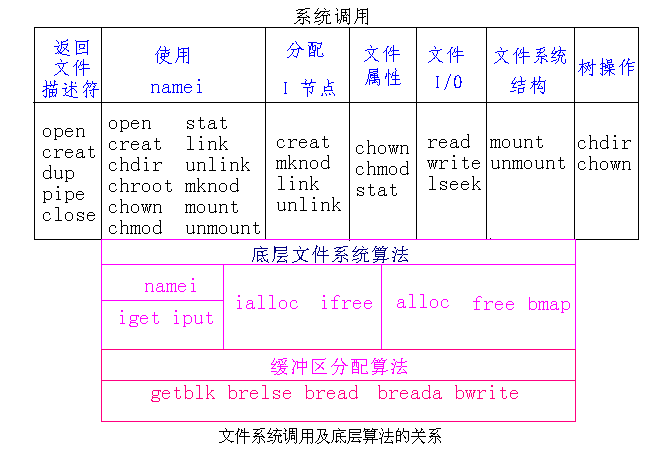 系统调用
返回 文件 描述符
使用 namei
分配 I 节点
文件 属性
文件 I/O
文件系统 结构
树操作
open
creat
dup
pipe
close
open stat
creat link
chdir unlink
chroot mknod
chown mount
chmod unmount
creat
mknod
link
unlink
chown
chmod
stat
read
write
lseek
mount
unmount
chdir
chown
底层文件系统算法
namei
iget iput
ialloc ifree
alloc free bmap
缓冲区分配算法
getblk brelse bread breada bwrite
文件系统调用及底层算法的关系